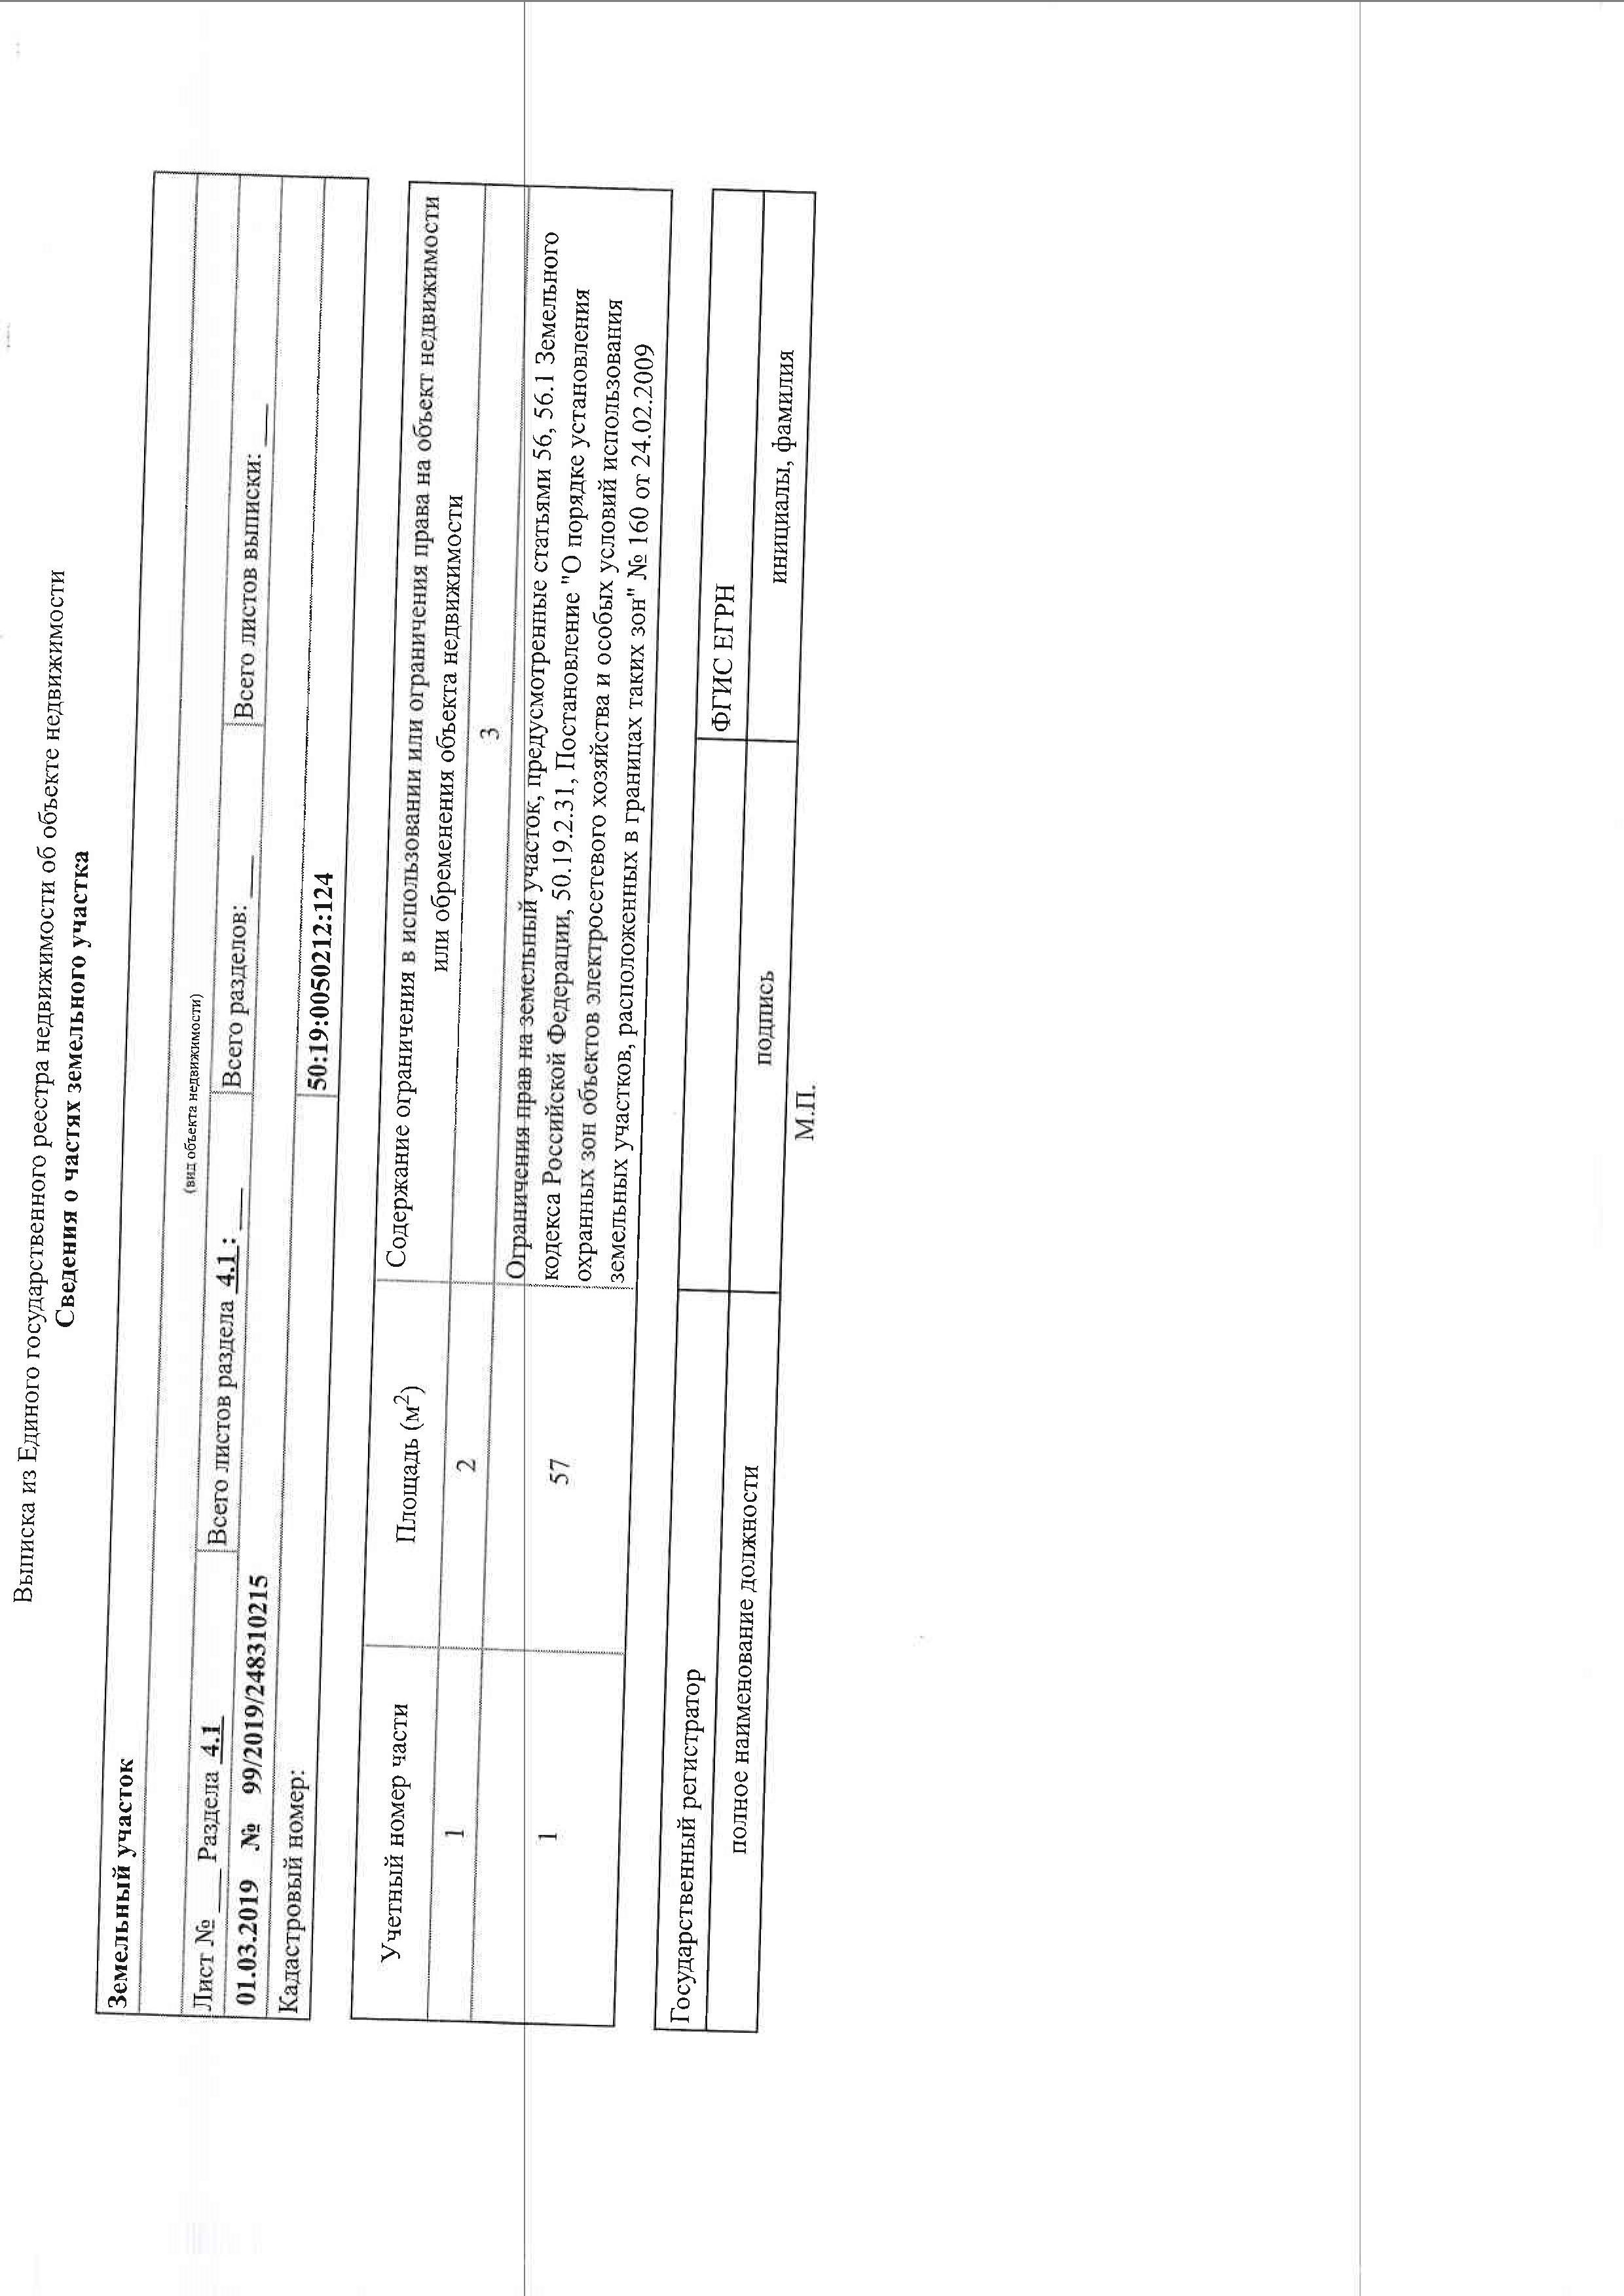 Выписка из Единого государственного реестра недвижимости об объекте недвижимости
Сведения о частях земельного участка
Земельный участок
(вид объекта недвижимости)
Лист № ___ Раздела 4.1 Всего листов раздела 4.1 : ___ Всего разделов: ___ Всего листов выписки: ___
01.03.2019 № 99/2019/248310215
Кадастровый номер: 50:19:0050212:124
Учетный номер части Площадь (м²) Содержание ограничения в использовании или ограничения права на объект недвижимости
или обременения объекта недвижимости
1 2 3
1 57 Ограничения прав на земельный участок, предусмотренные статьями 56, 56.1 Земельного
кодекса Российской Федерации, 50.19.2.31, Постановление "О порядке установления
охранных зон объектов электросетевого хозяйства и особых условий использования
земельных участков, расположенных в границах таких зон" № 160 от 24.02.2009
Государственный регистратор ФГИС ЕГРН
полное наименование должности подпись инициалы, фамилия
М.П.